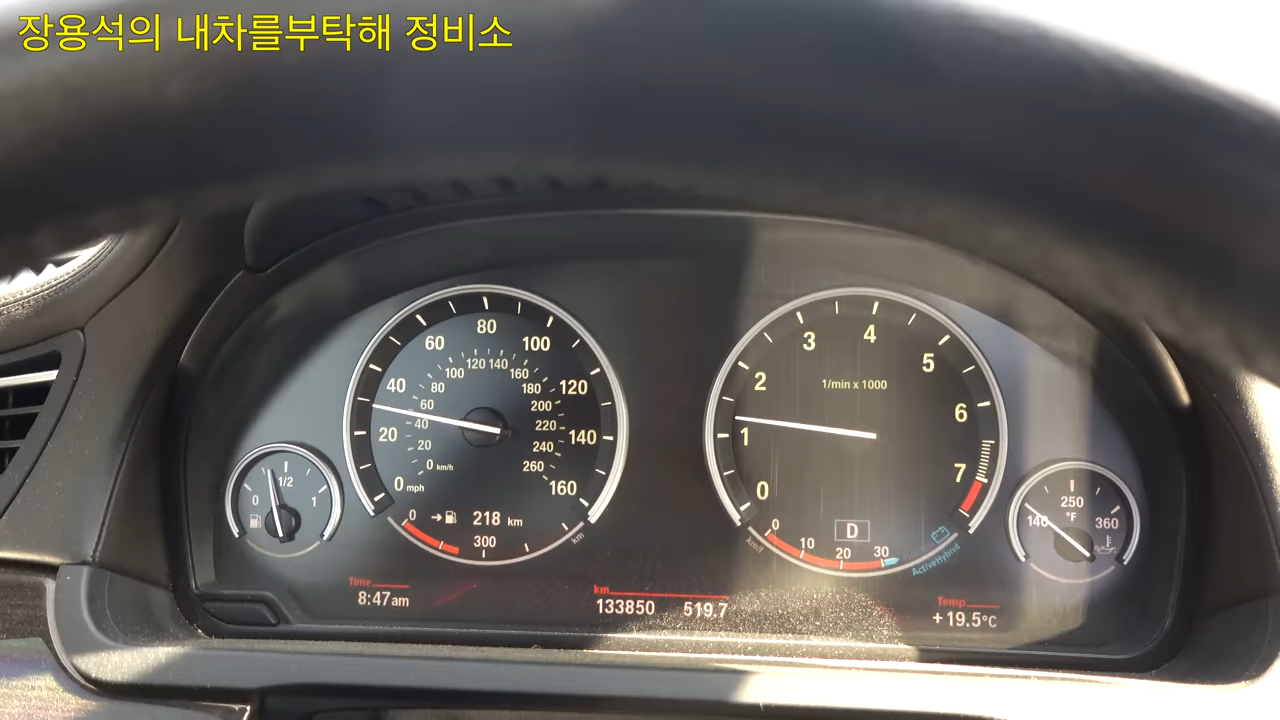 장용석의 내차를부탁해 정비소
80
60
100
120
140
100
160
40
80
180
120
60
200
40
220
20
140
20
240
0 km/h
260
0 mph
160
0
218 km
300
km
0
1/2
1
4
3
5
2
1/min x 1000
6
1
7
0
D
0
10
20
30
km/l
ActiveHybrid
250
°F
140
360
Time
8:47am
km
133850 519.7
Temp
+19.5°C